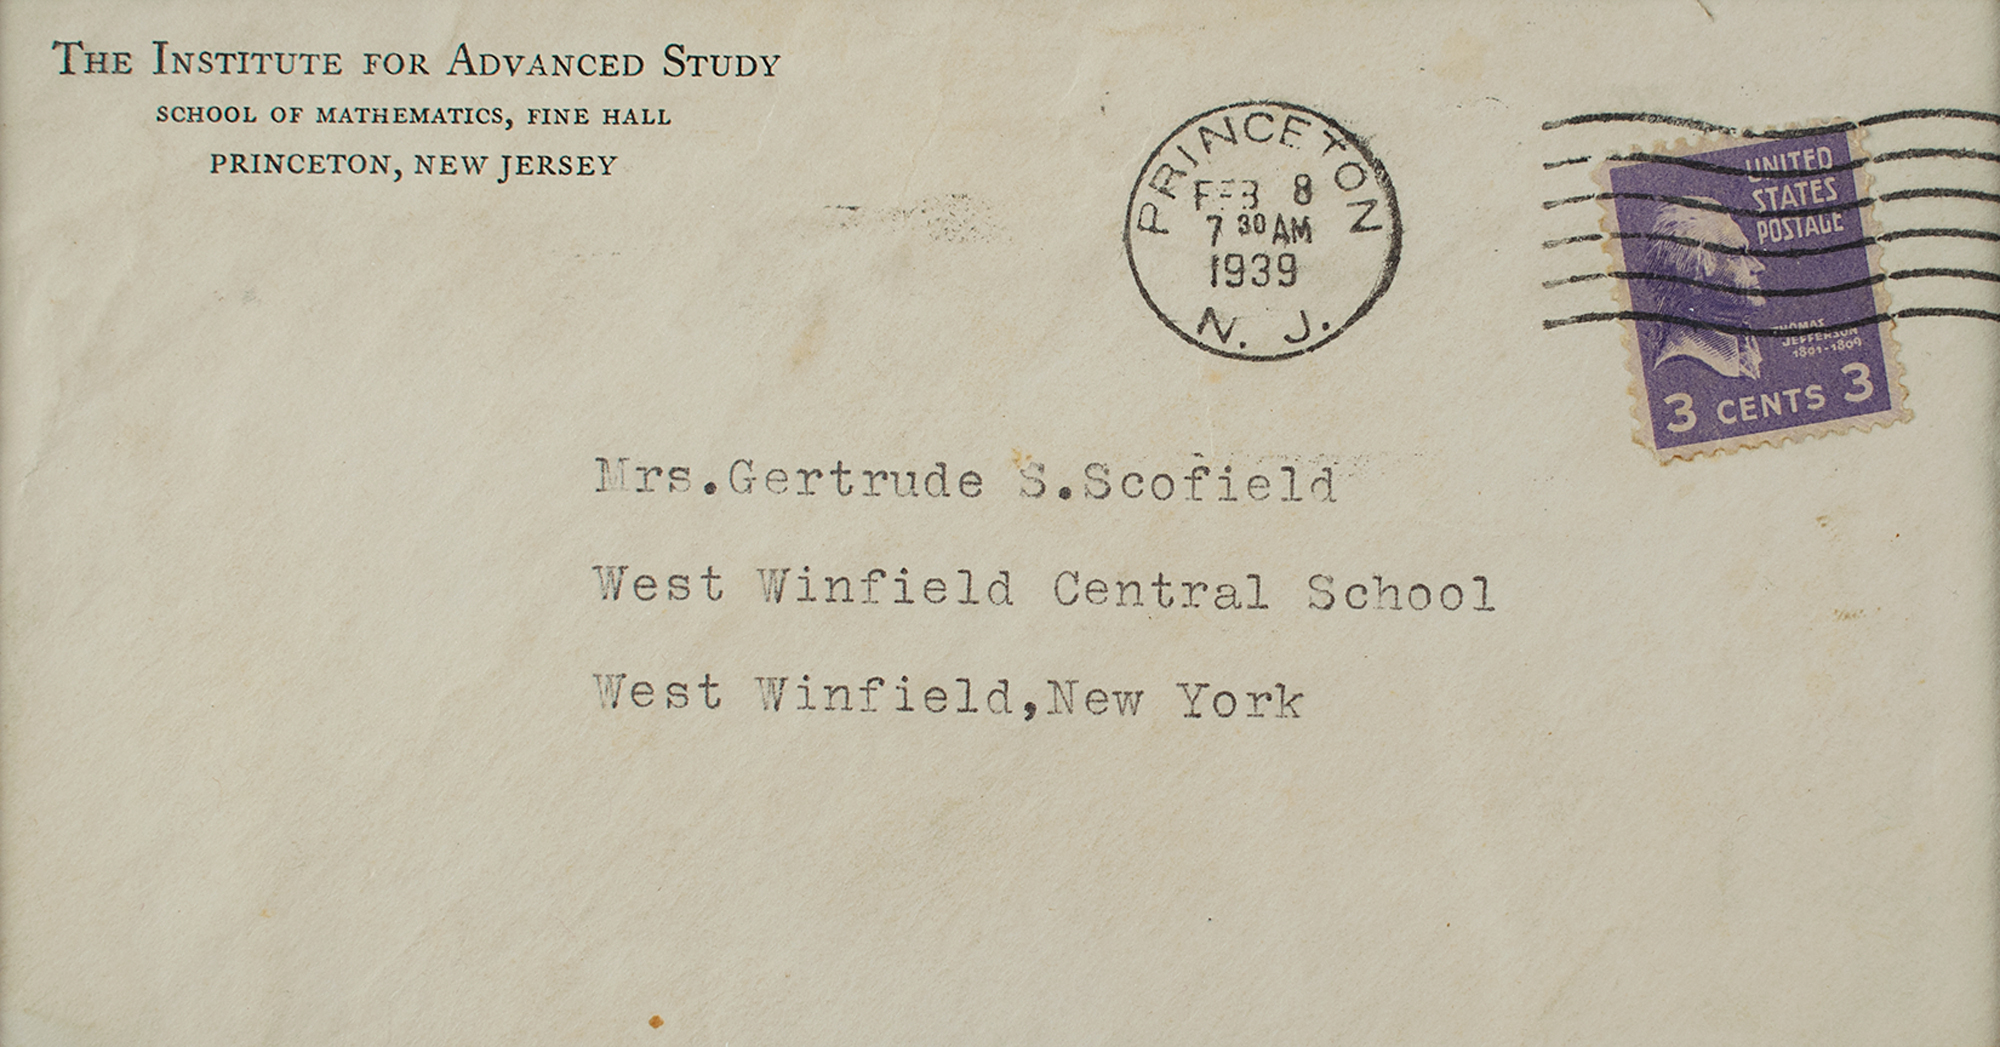 The Institute for Advanced Study
SCHOOL OF MATHEMATICS, FINE HALL
PRINCETON, NEW JERSEY
PRINCETON
FEB 8
7 30 AM
1939
N. J.
UNITED
STATES
POSTAGE
THOMAS
JEFFERSON
1801-1809
3 CENTS 3
Mrs.Gertrude S.Scofield
West Winfield Central School
West Winfield,New York